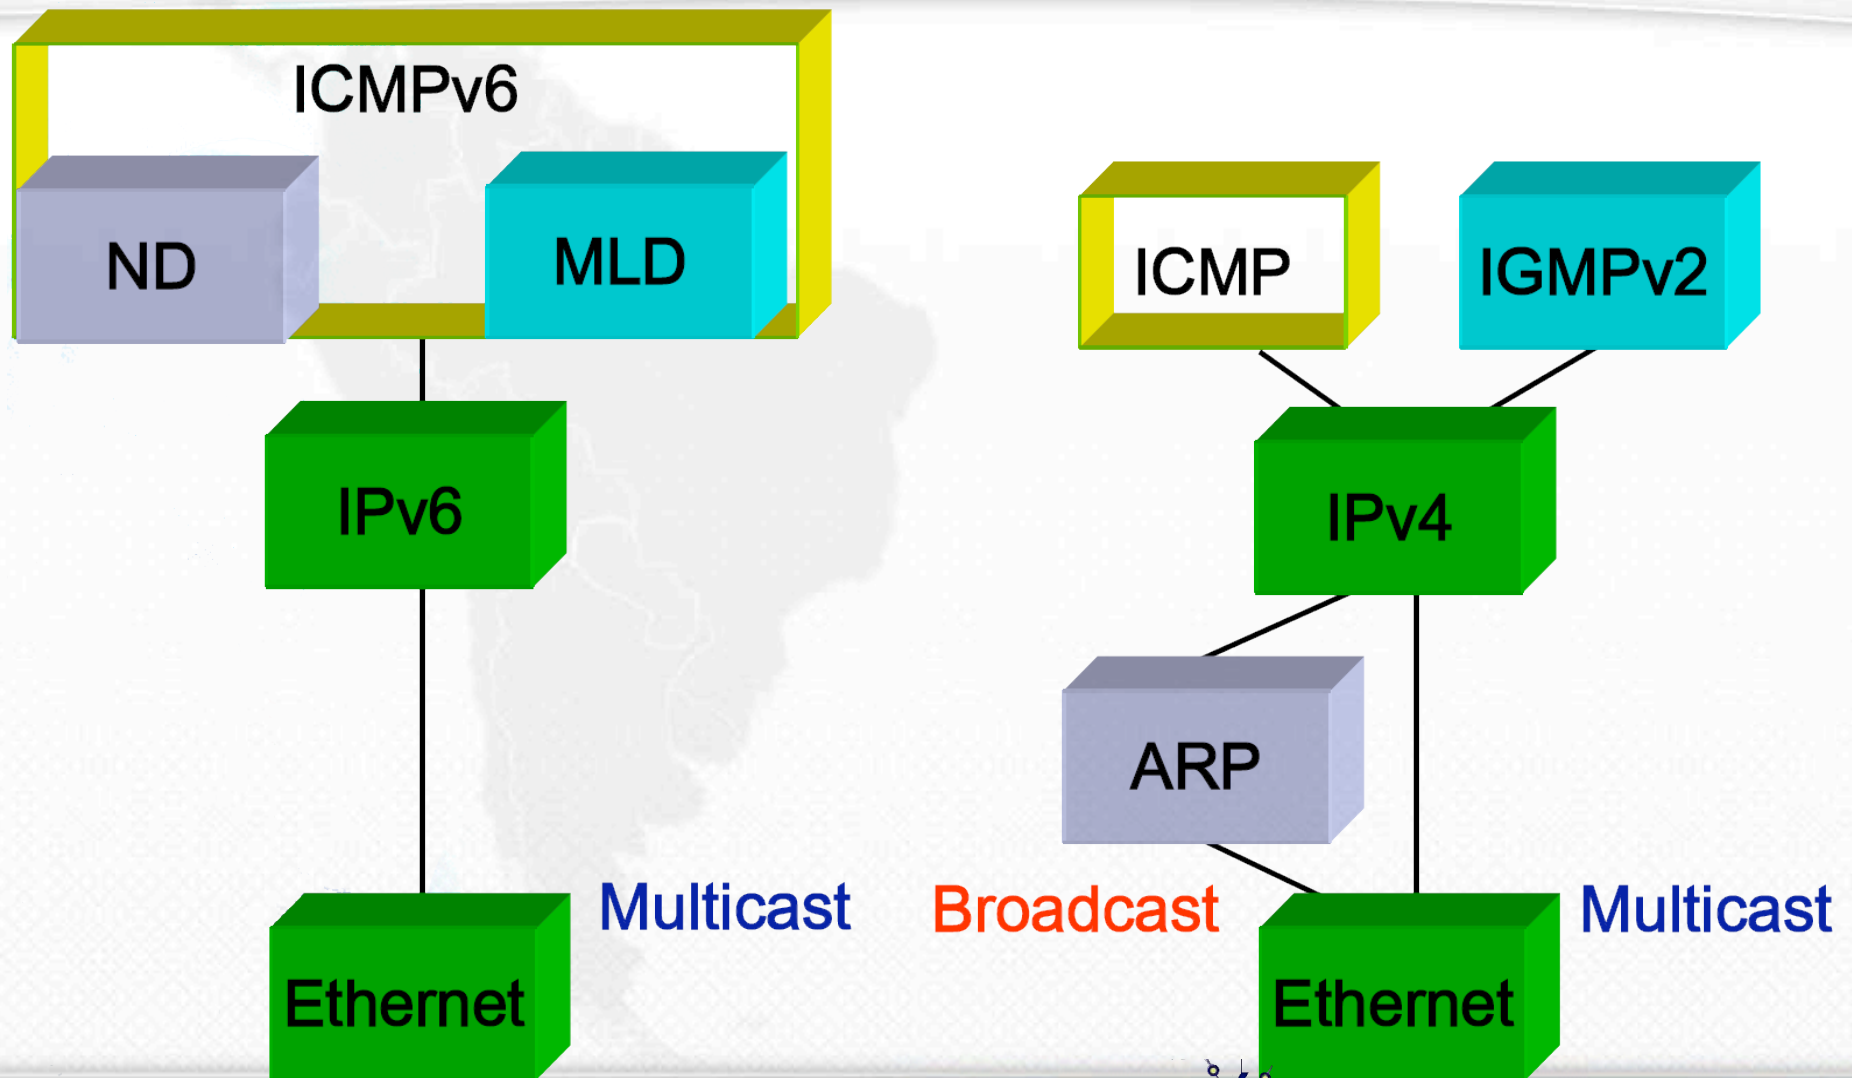 ICMPv6
ND
MLD
IPv6
Ethernet
Multicast
ICMP
IGMPv2
IPv4
ARP
Broadcast
Ethernet
Multicast